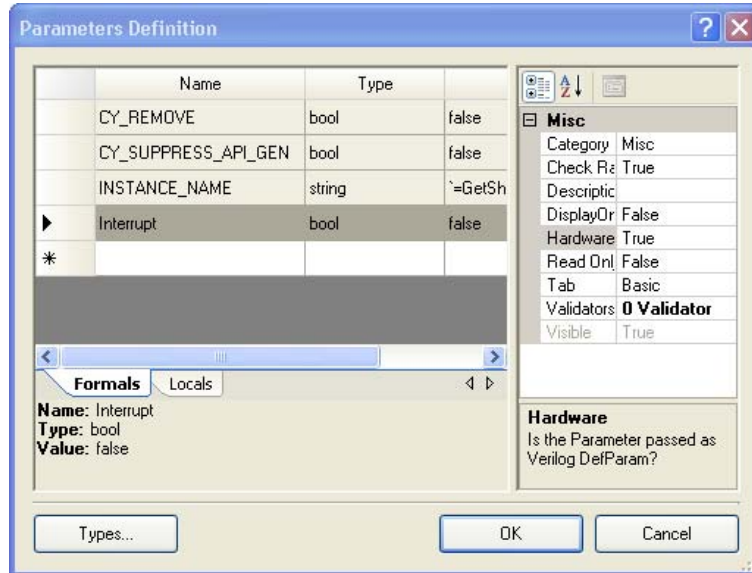 Parameters Definition
Name Type
CY_REMOVE bool false
CY_SUPPRESS_API_GEN bool false
INSTANCE_NAME string `=GetSh
Interrupt bool false
Formals Locals
Name: Interrupt
Type: bool
Value: false
Misc
Category Misc
Check Ra True
Descriptic
DisplayOr False
Hardware True
Read Onl False
Tab Basic
Validators 0 Validator
Visible True
Hardware
Is the Parameter passed as
Verilog DefParam?
Types... OK Cancel